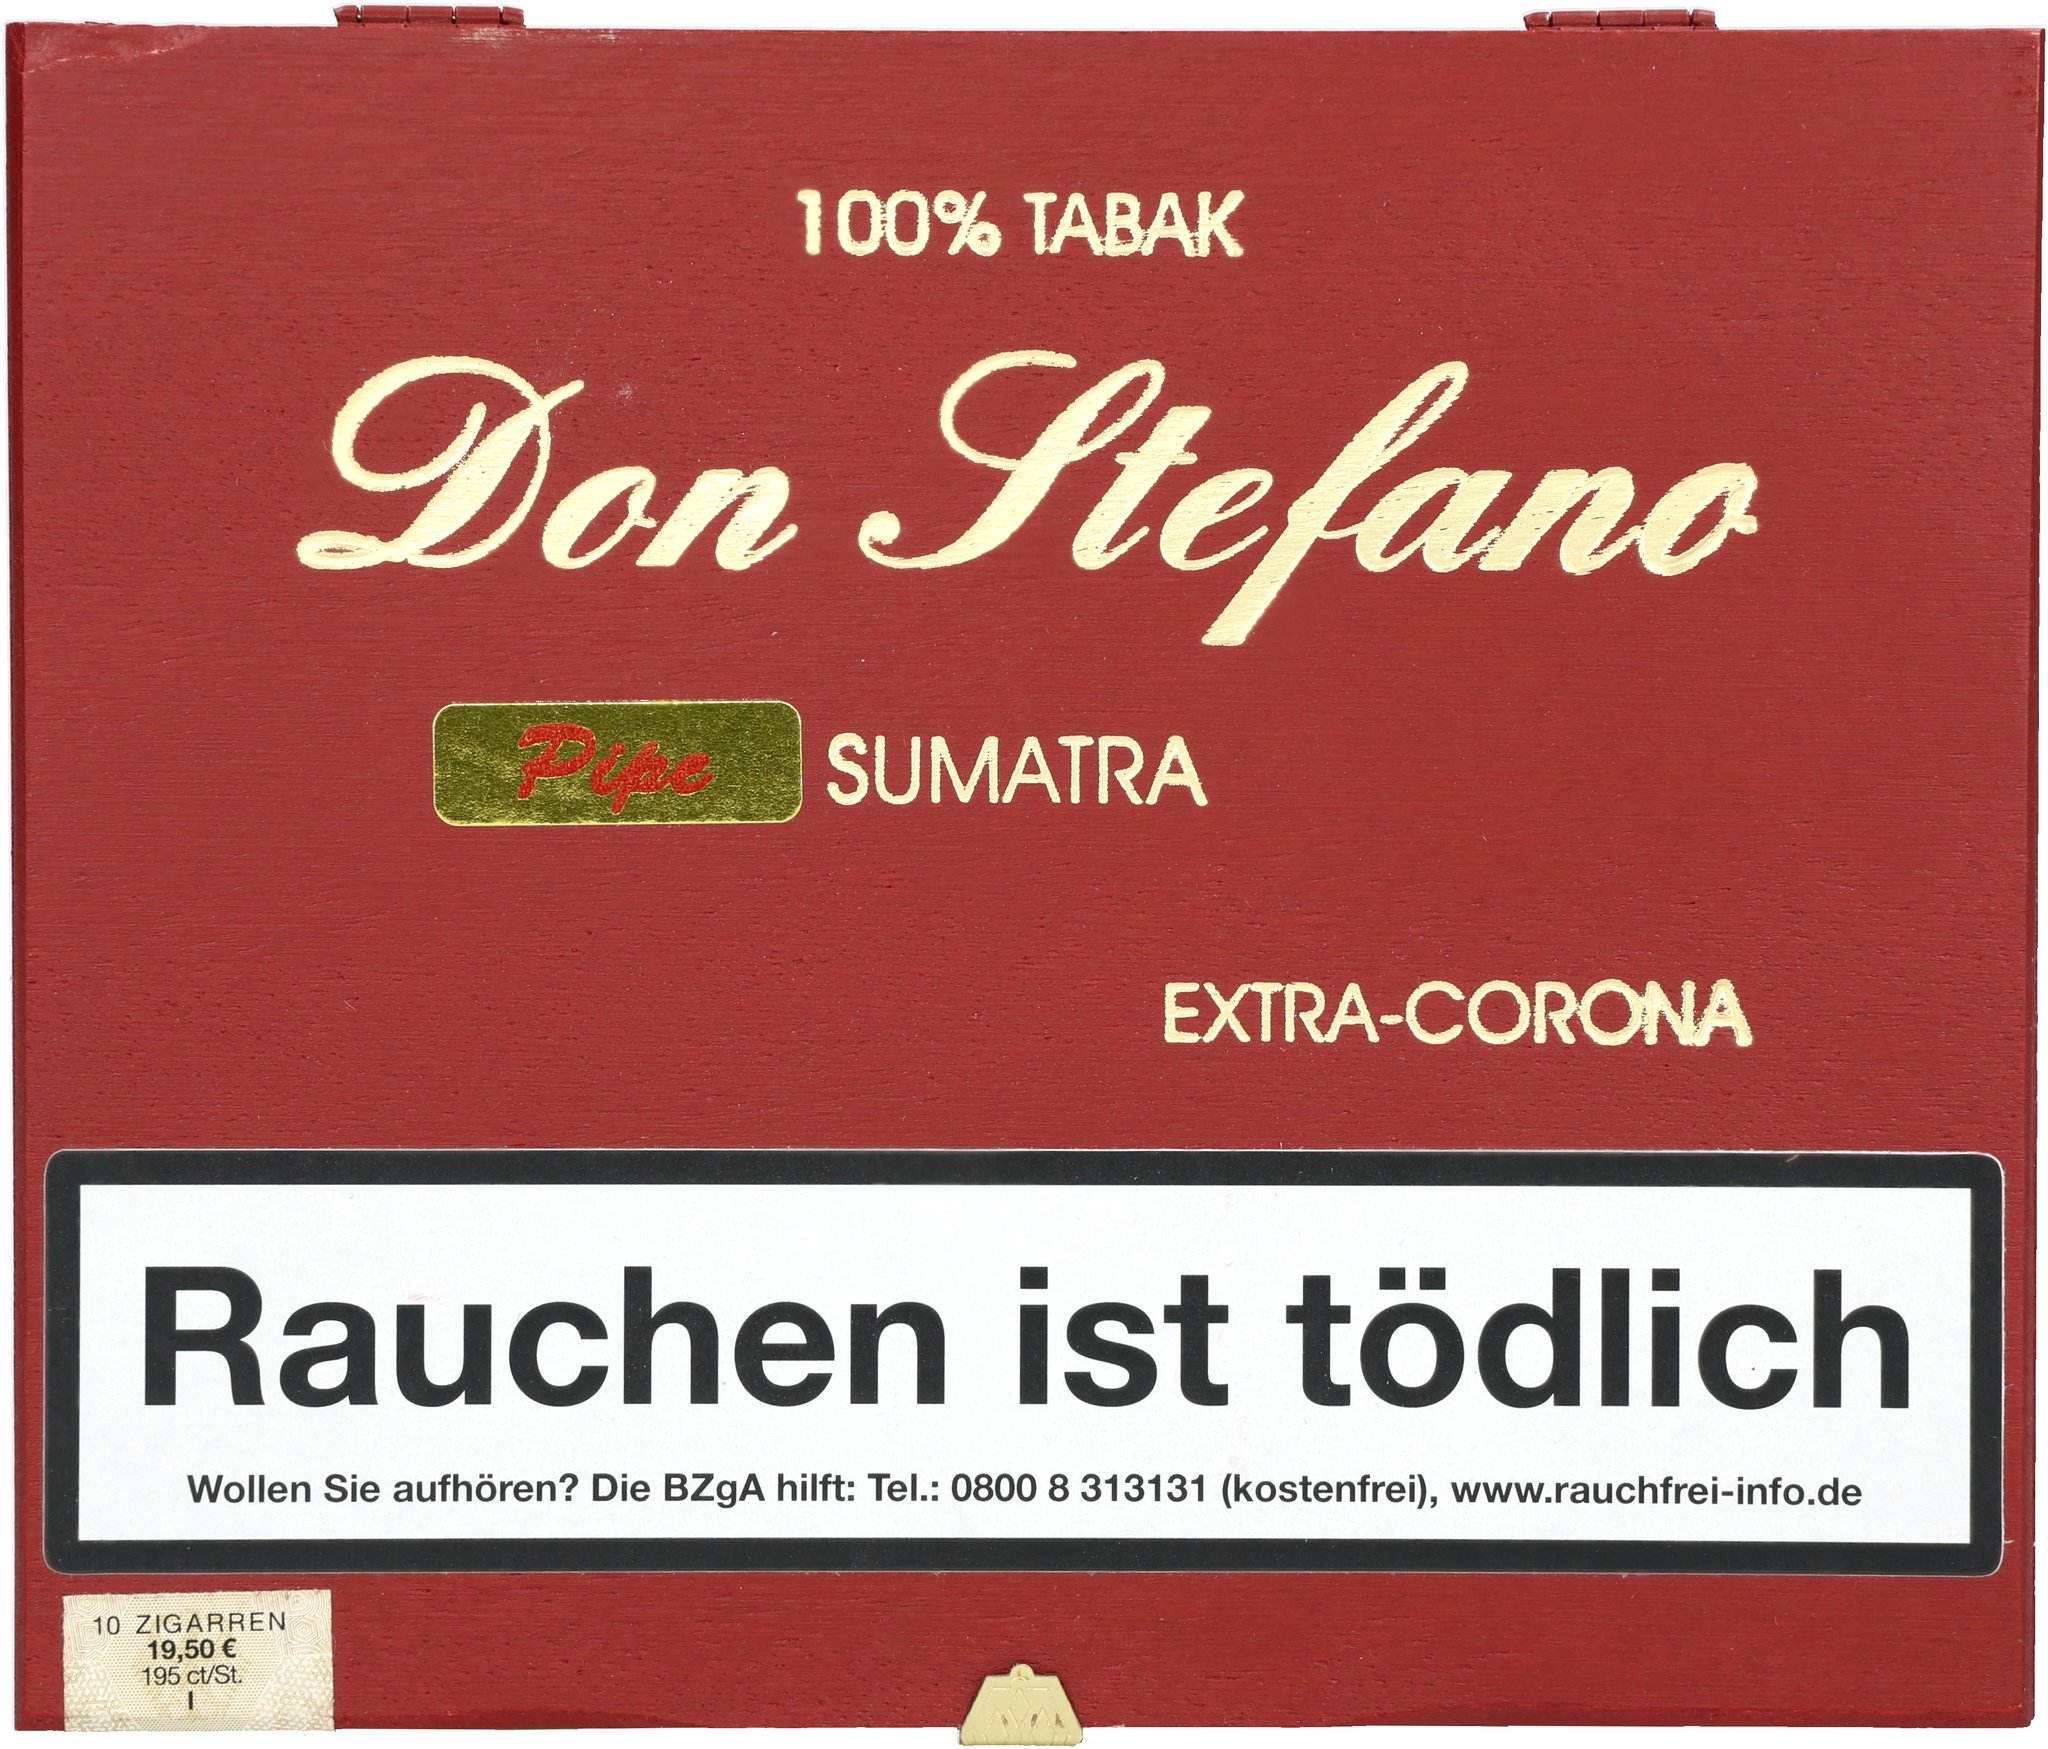 100% TABAK
Don Stefano
Pipe SUMATRA
EXTRA-CORONA
Rauchen ist tödlich
Wollen Sie aufhören? Die BZgA hilft: Tel.: 0800 8 313131 (kostenfrei), www.rauchfrei-info.de
10 ZIGARREN
19,50 €
195 ct/St.
I